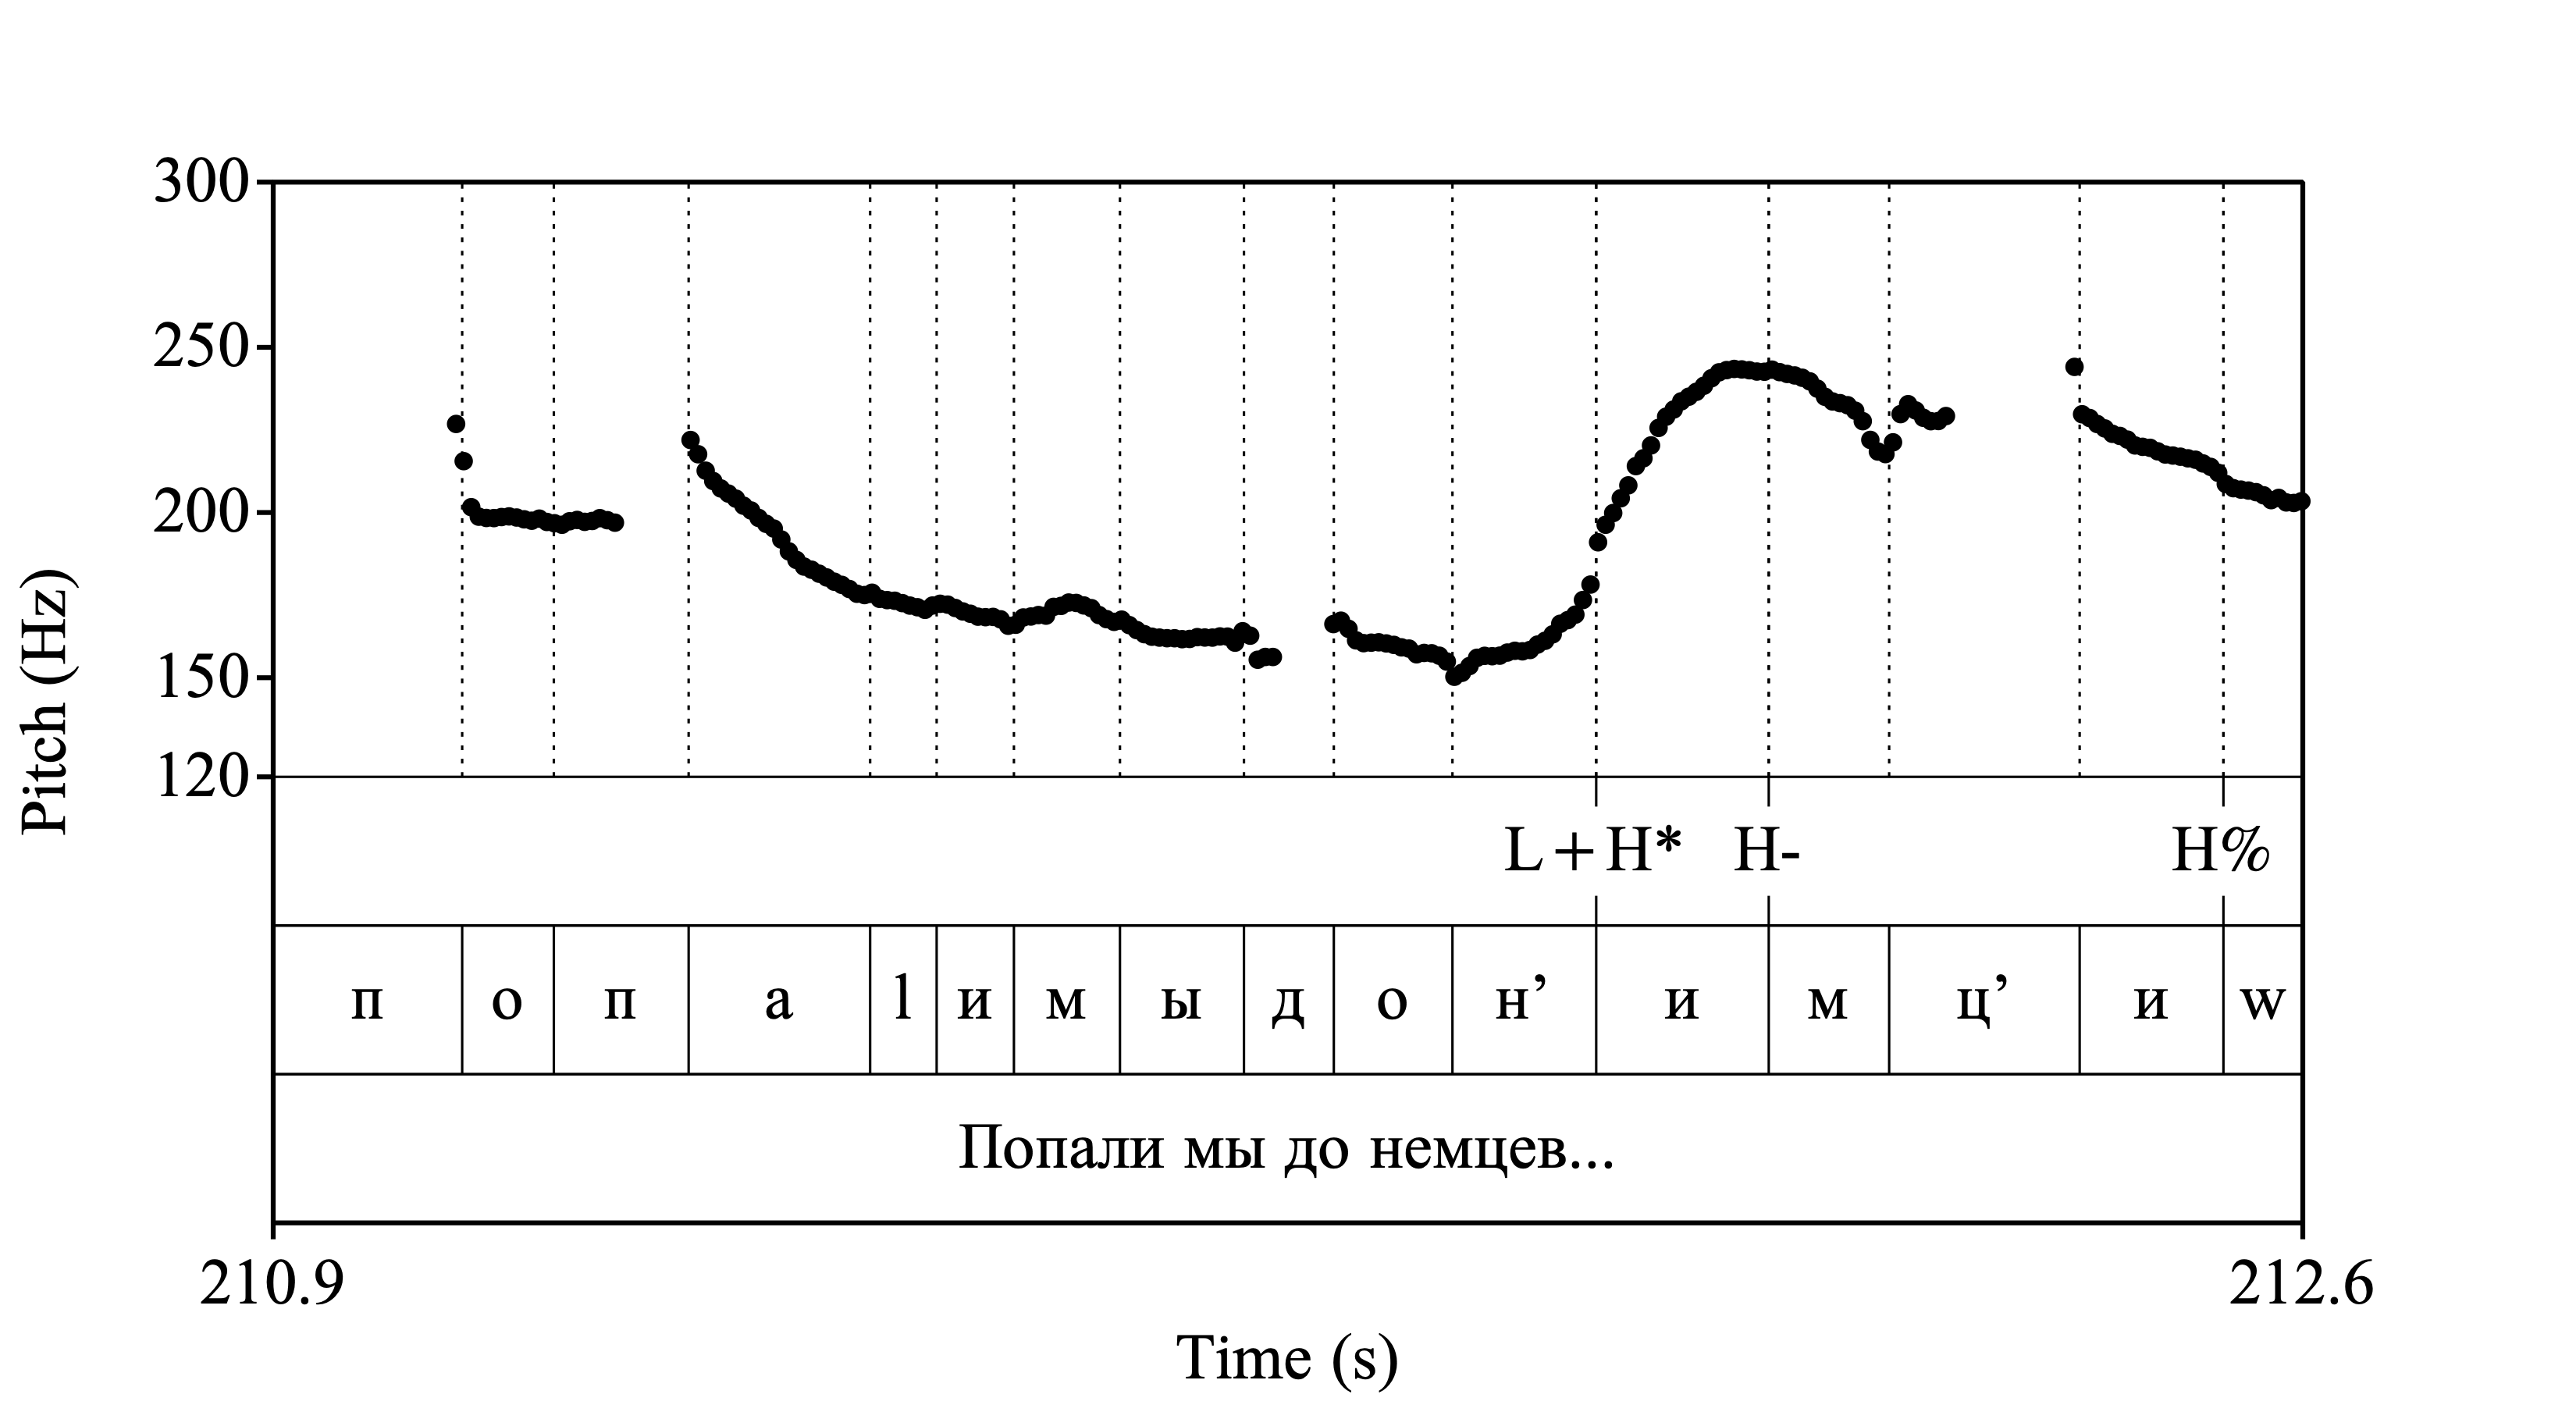 300
250
200
150
120
Pitch (Hz)
L+H* H- H%
п о п а l и м ы д о н’ и м ц’ и w
Попали мы до немцев...
210.9 212.6
Time (s)